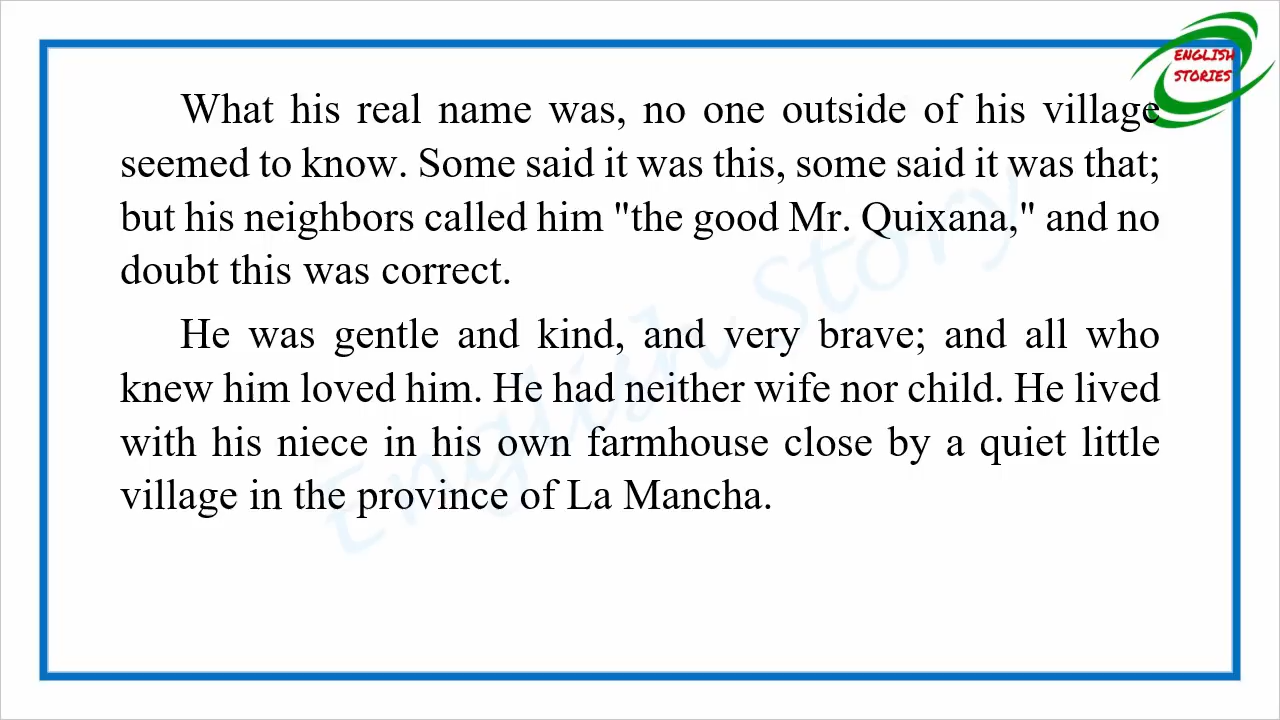 ENGLISH
STORIES
What his real name was, no one outside of his village
seemed to know. Some said it was this, some said it was that;
but his neighbors called him "the good Mr. Quixana," and no
doubt this was correct.
He was gentle and kind, and very brave; and all who
knew him loved him. He had neither wife nor child. He lived
with his niece in his own farmhouse close by a quiet little
village in the province of La Mancha.
English Story